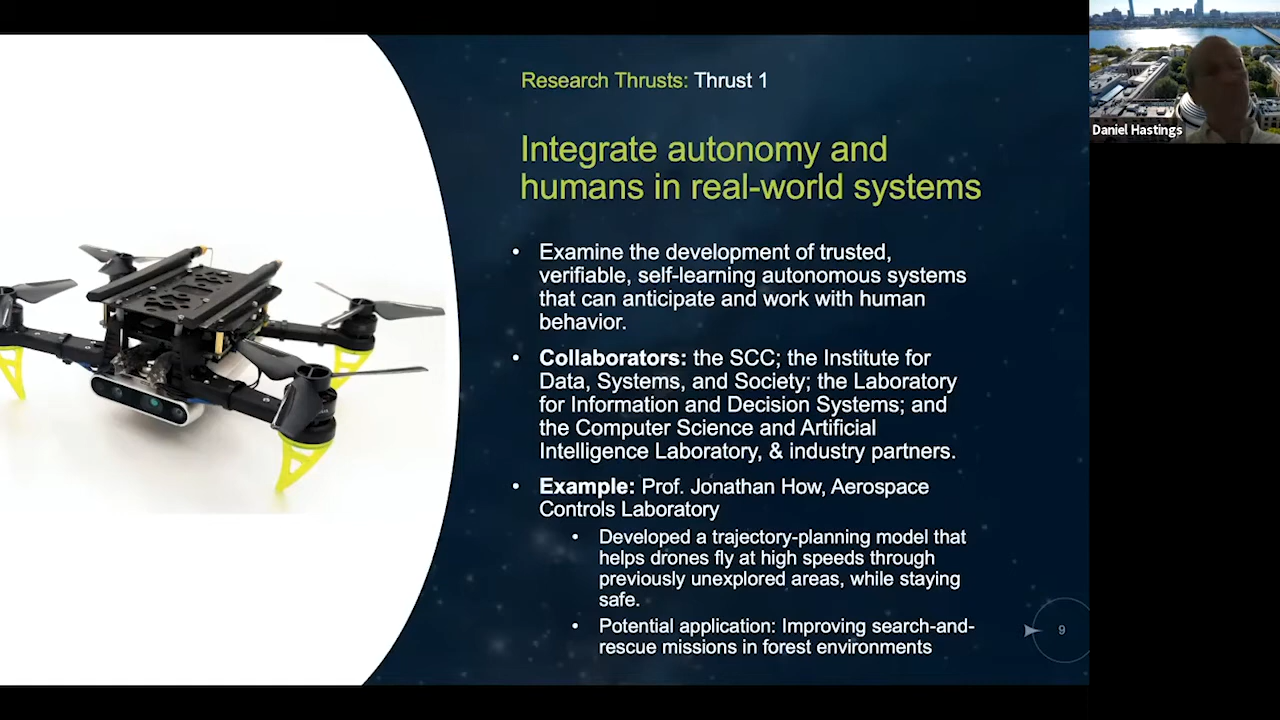 Research Thrusts: Thrust 1
Integrate autonomy and
humans in real-world systems
• Examine the development of trusted,
verifiable, self-learning autonomous systems
that can anticipate and work with human
behavior.
• Collaborators: the SCC; the Institute for
Data, Systems, and Society; the Laboratory
for Information and Decision Systems; and
the Computer Science and Artificial
Intelligence Laboratory, & industry partners.
• Example: Prof. Jonathan How, Aerospace
Controls Laboratory
• Developed a trajectory-planning model that
helps drones fly at high speeds through
previously unexplored areas, while staying
safe.
• Potential application: Improving search-and-
rescue missions in forest environments
9
Daniel Hastings